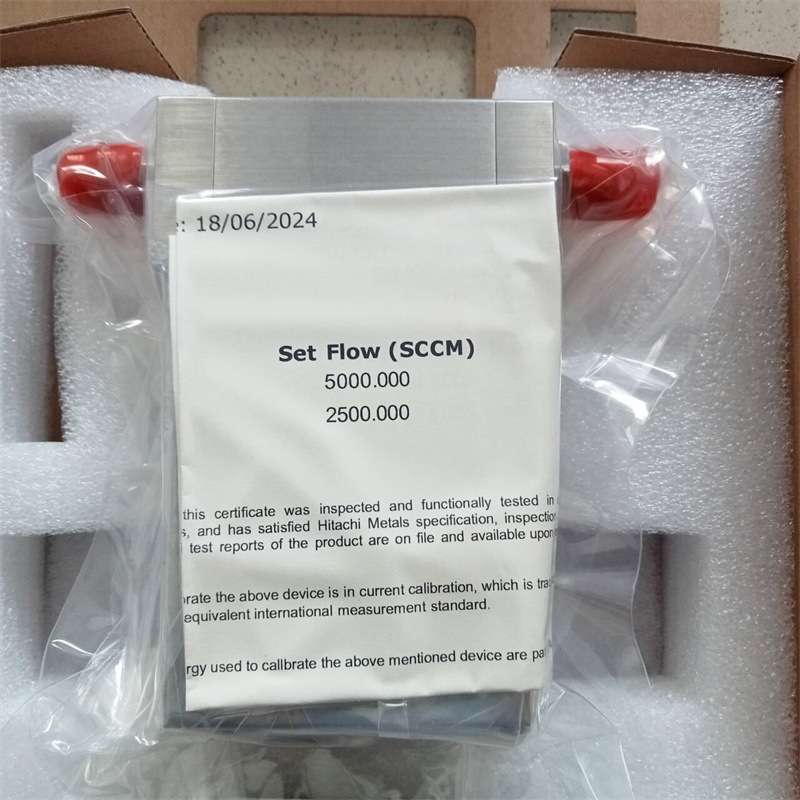 : 18/06/2024
Set Flow (SCCM)
5000.000
2500.000
this certificate was inspected and functionally tested in
s, and has satisfied Hitachi Metals specification, inspection
test reports of the product are on file and available upon
rate the above device is in current calibration, which is
equivalent international measurement standard.
rgy used to callbrate the above mentioned device are